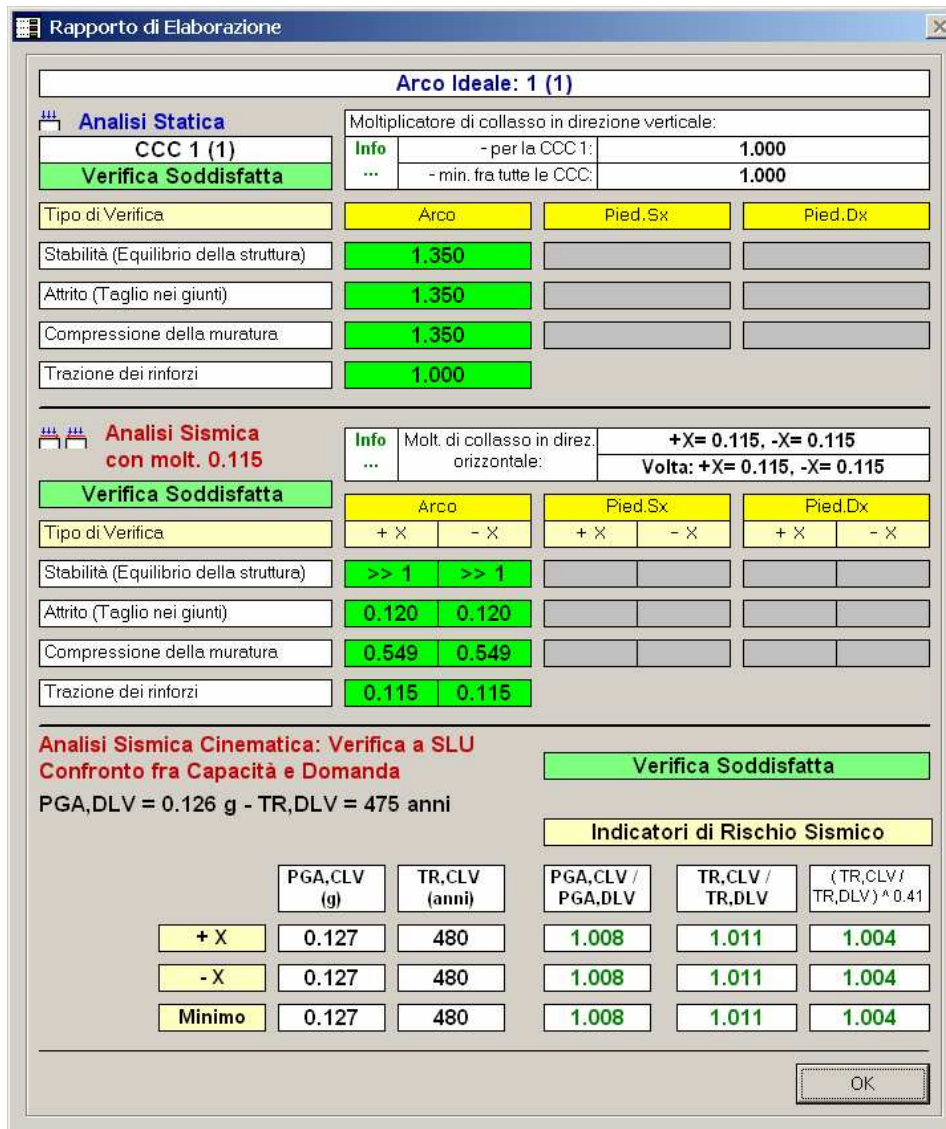 Rapporto di Elaborazione
Arco Ideale: 1 (1)
Analisi Statica
CCC 1 (1)
Verifica Soddisfatta
Moltiplicatore di collasso in direzione verticale:
Info ... - per la CCC 1: 1.000
- min. fra tutte le CCC: 1.000
Tipo di Verifica Arco Pied.Sx Pied.Dx
Stabilità (Equilibrio della struttura) 1.350
Attrito (Taglio nei giunti) 1.350
Compressione della muratura 1.350
Trazione dei rinforzi 1.000
Analisi Sismica
con molt. 0.115
Verifica Soddisfatta
Info ... Molt. di collasso in direz. orizzontale: +X= 0.115, -X= 0.115
Volta: +X= 0.115, -X= 0.115
Arco Pied.Sx Pied.Dx
Tipo di Verifica + X - X + X - X + X - X
Stabilità (Equilibrio della struttura) >> 1 >> 1
Attrito (Taglio nei giunti) 0.120 0.120
Compressione della muratura 0.549 0.549
Trazione dei rinforzi 0.115 0.115
Analisi Sismica Cinematica: Verifica a SLU
Confronto fra Capacità e Domanda
Verifica Soddisfatta
PGA,DLV = 0.126 g - TR,DLV = 475 anni
Indicatori di Rischio Sismico
PGA,CLV (g) TR,CLV (anni) PGA,CLV / PGA,DLV TR,CLV / TR,DLV (TR,CLV / TR,DLV) ^ 0.41
+ X 0.127 480 1.008 1.011 1.004
- X 0.127 480 1.008 1.011 1.004
Minimo 0.127 480 1.008 1.011 1.004
OK